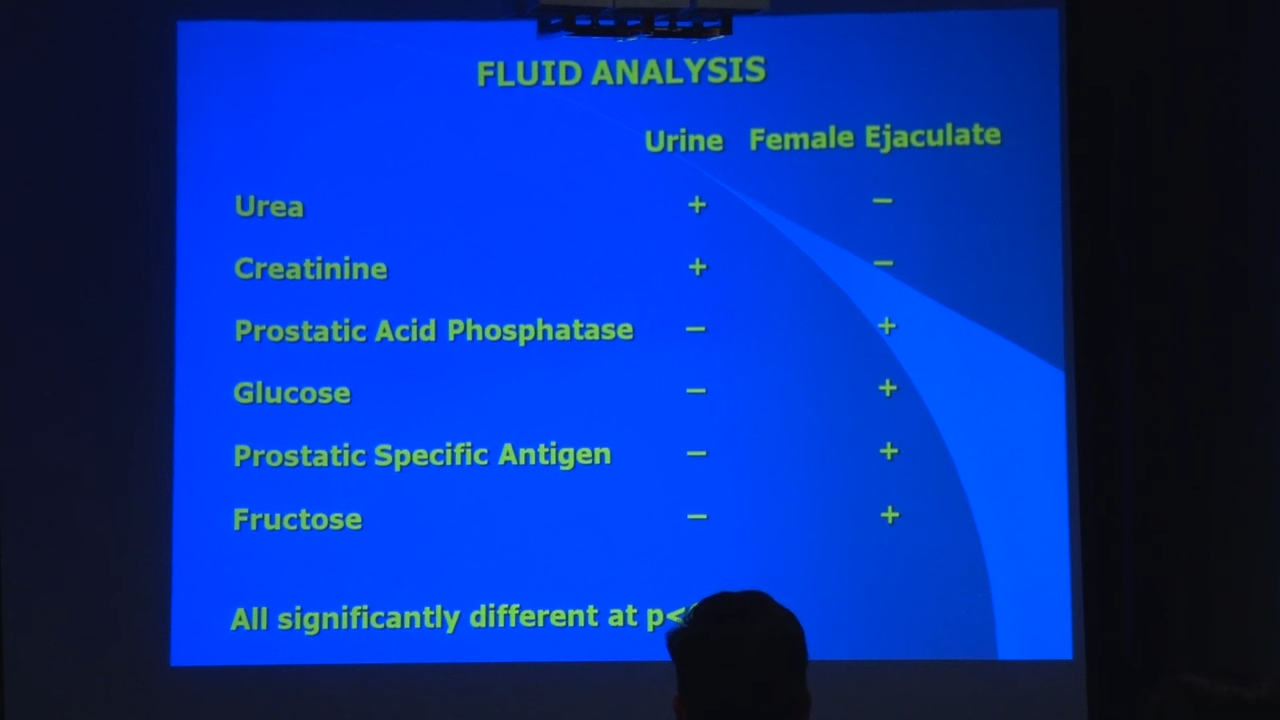 FLUID ANALYSIS
Urine Female Ejaculate
Urea + −
Creatinine + −
Prostatic Acid Phosphatase − +
Glucose − +
Prostatic Specific Antigen − +
Fructose − +
All significantly different at p<